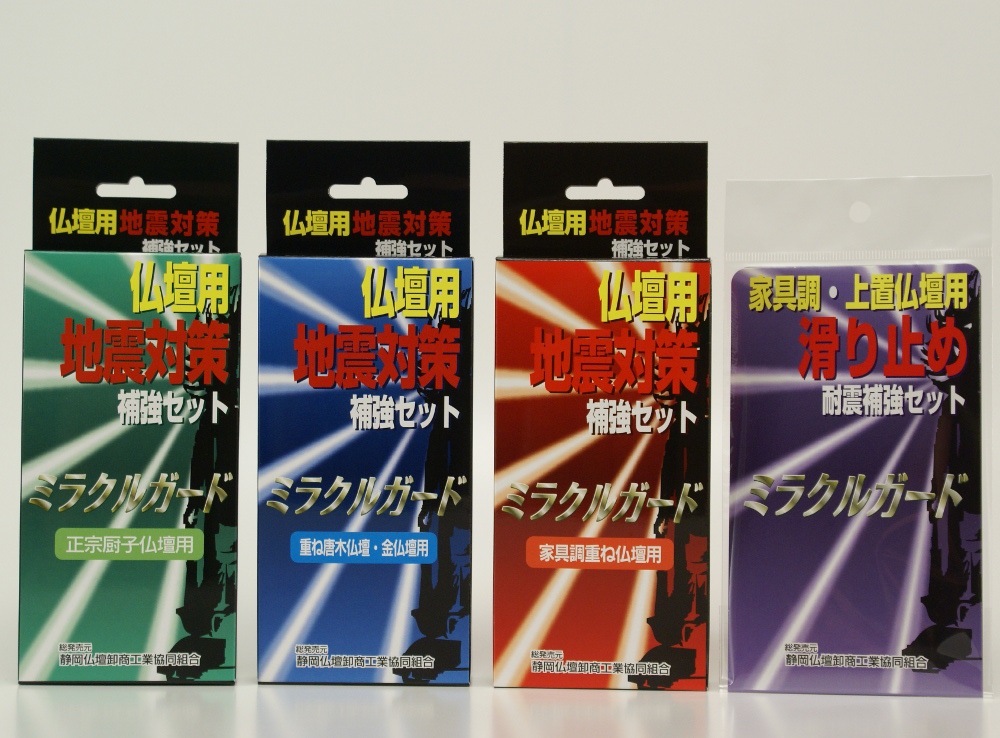 仏壇用地震対策
補強セット
仏壇用
地震対策
補強セット
ミラクルガード
正宗厨子仏壇用
総発売元
静岡仏壇卸商工業協同組合
仏壇用地震対策
補強セット
仏壇用
地震対策
補強セット
ミラクルガード
重ね唐木仏壇・金仏壇用
総発売元
静岡仏壇卸商工業協同組合
仏壇用地震対策
補強セット
仏壇用
地震対策
補強セット
ミラクルガード
家具調重ね仏壇用
総発売元
静岡仏壇卸商工業協同組合
家具調・上置仏壇用
滑り止め
耐震補強セット
ミラクルガード
総発売元
静岡仏壇卸商工業協同組合